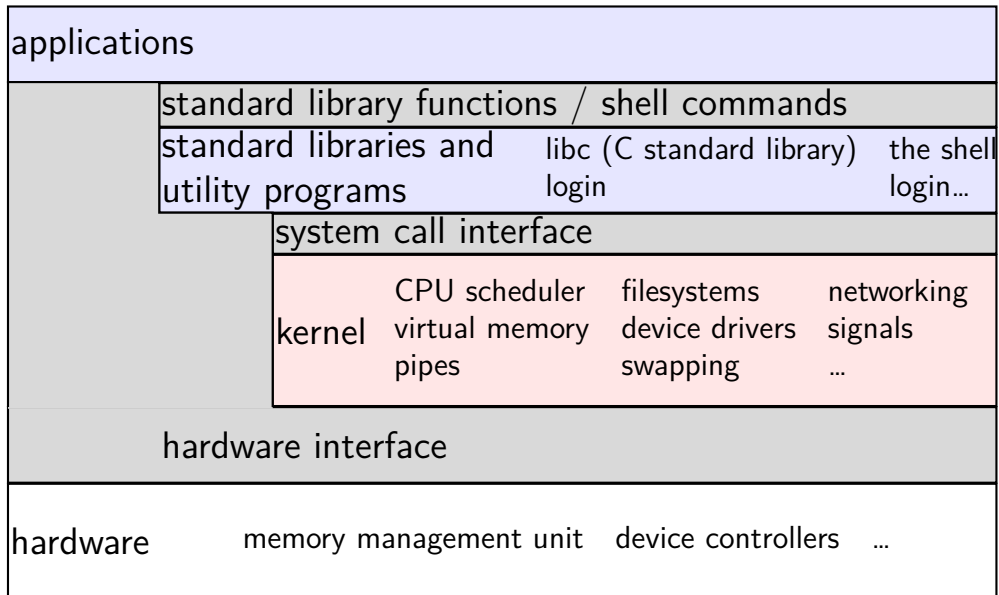 applications
standard library functions / shell commands
standard libraries and
utility programs
libc (C standard library)
login
the shell
login…
system call interface
kernel
CPU scheduler
virtual memory
pipes
filesystems
device drivers
swapping
networking
signals
…
hardware interface
hardware
memory management unit
device controllers
…